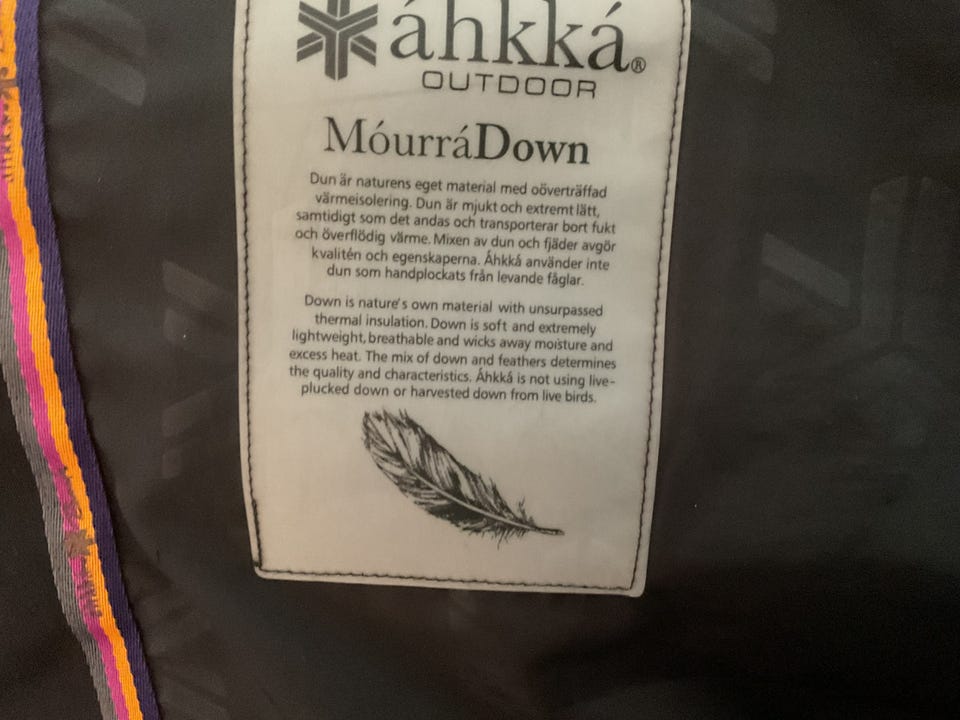 áhkká®
OUTDOOR
MóurráDown
Dun är naturens eget material med oöverträffad
värmeisolering. Dun är mjukt och extremt lätt,
samtidigt som det andas och transporterar bort fukt
och överflödig värme. Mixen av dun och fjäder avgör
kvalitén och egenskaperna. Áhkká använder inte
dun som handplockats från levande fåglar.
Down is nature's own material with unsurpassed
thermal insulation. Down is soft and extremely
lightweight, breathable and wicks away moisture and
excess heat. The mix of down and feathers determines
the quality and characteristics. Áhkká is not using live-
plucked down or harvested down from live birds.